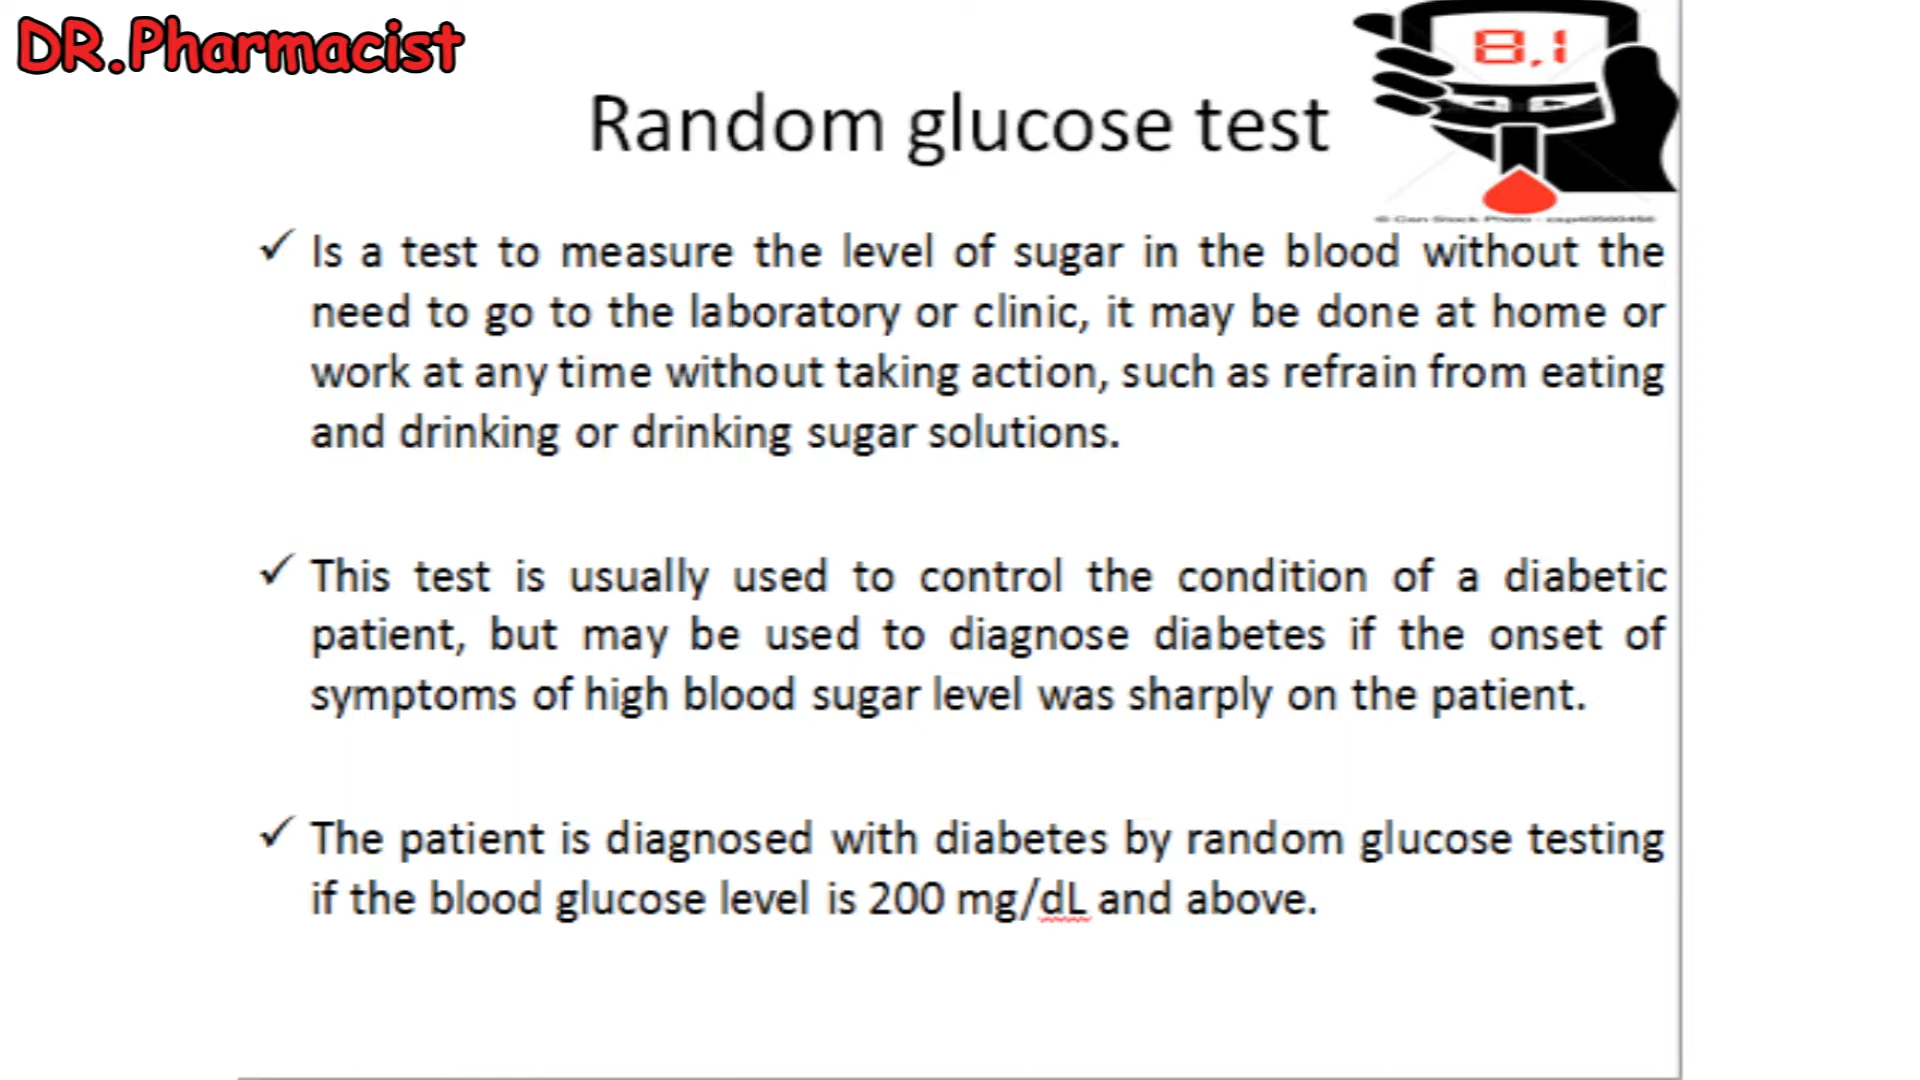 DR.Pharmacist
8,1
Random glucose test
© Can Stock Photo
✓ Is a test to measure the level of sugar in the blood without the
need to go to the laboratory or clinic, it may be done at home or
work at any time without taking action, such as refrain from eating
and drinking or drinking sugar solutions.
✓ This test is usually used to control the condition of a diabetic
patient, but may be used to diagnose diabetes if the onset of
symptoms of high blood sugar level was sharply on the patient.
✓ The patient is diagnosed with diabetes by random glucose testing
if the blood glucose level is 200 mg/dL and above.